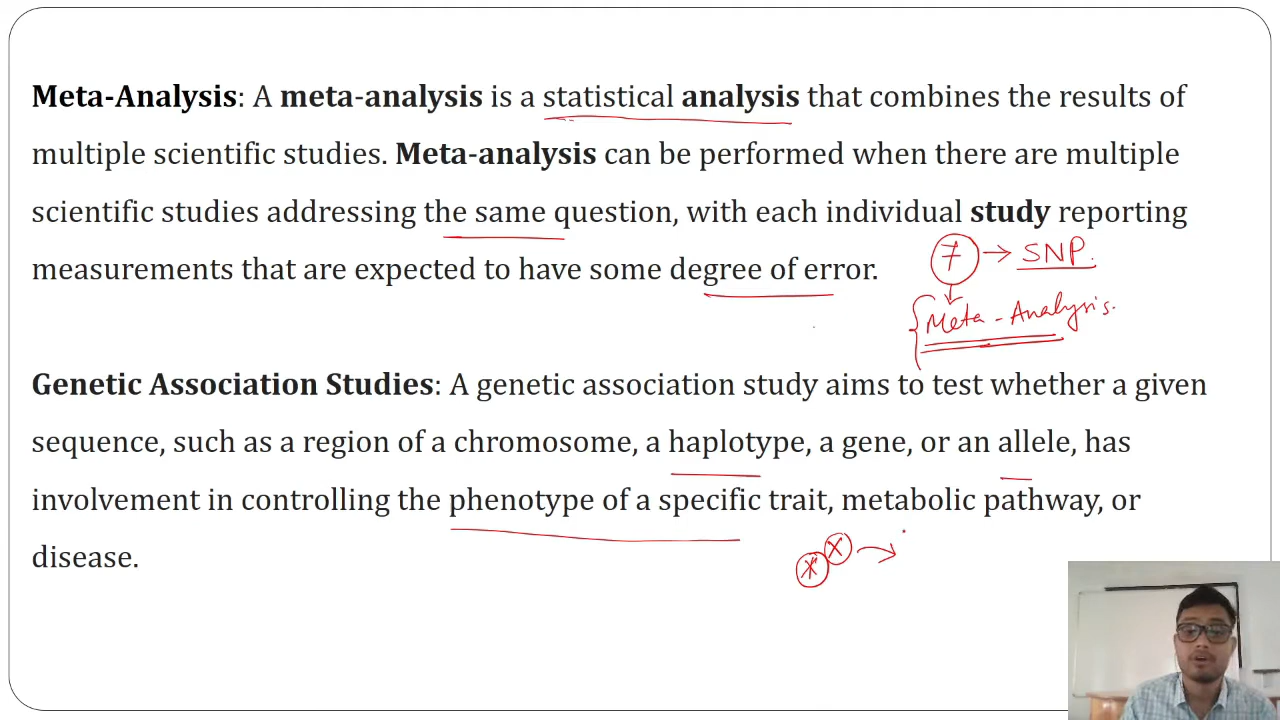 Meta-Analysis: A meta-analysis is a statistical analysis that combines the results of
multiple scientific studies. Meta-analysis can be performed when there are multiple
scientific studies addressing the same question, with each individual study reporting
measurements that are expected to have some degree of error.
7 → SNP.
Meta-Analysis.
Genetic Association Studies: A genetic association study aims to test whether a given
sequence, such as a region of a chromosome, a haplotype, a gene, or an allele, has
involvement in controlling the phenotype of a specific trait, metabolic pathway, or
disease.
X X →